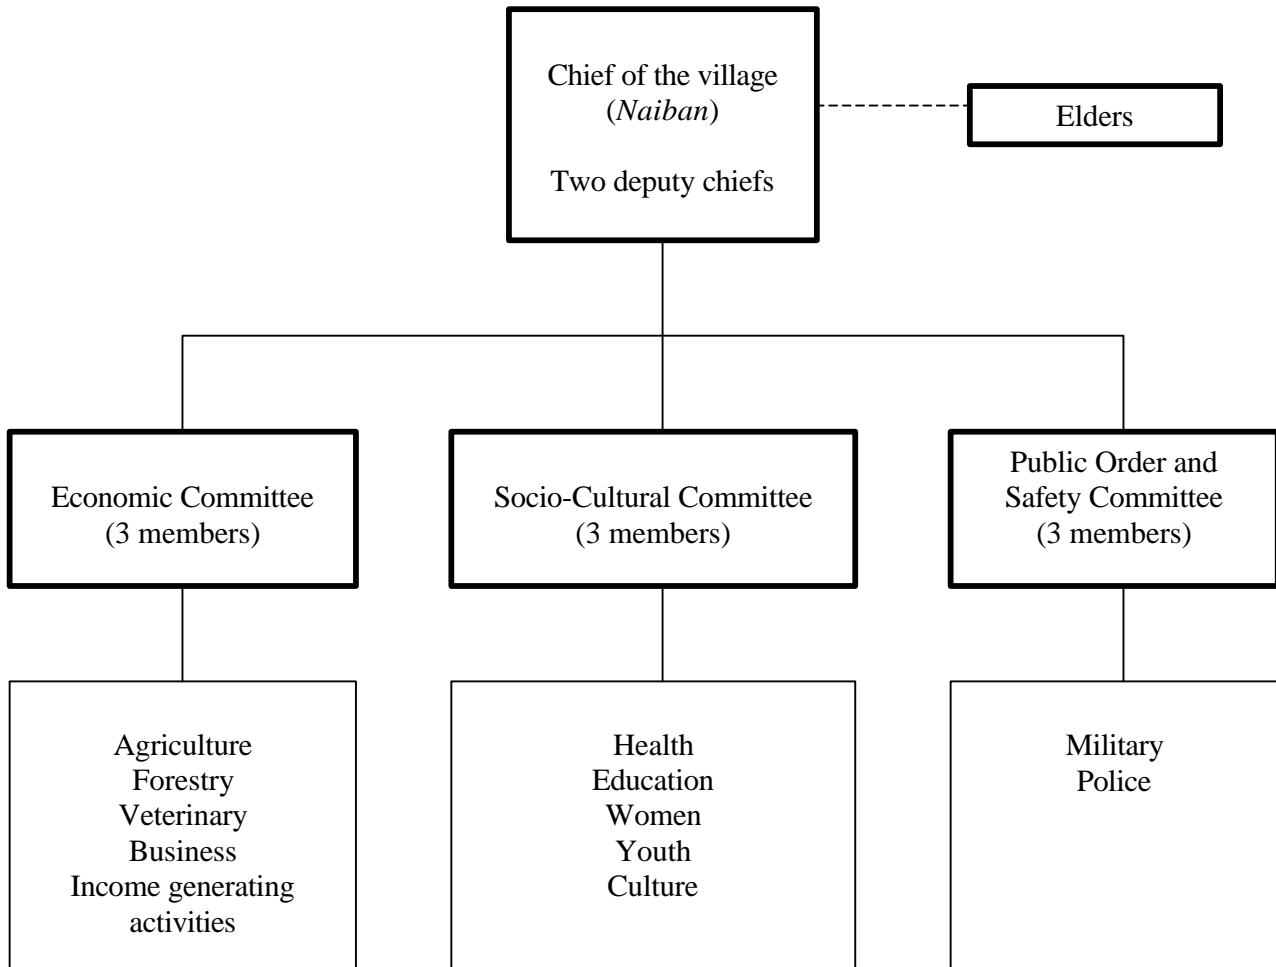 Chief of the village
(Naiban)
Two deputy chiefs
Elders
Economic Committee
(3 members)
Socio-Cultural Committee
(3 members)
Public Order and
Safety Committee
(3 members)
Agriculture
Forestry
Veterinary
Business
Income generating
activities
Health
Education
Women
Youth
Culture
Military
Police